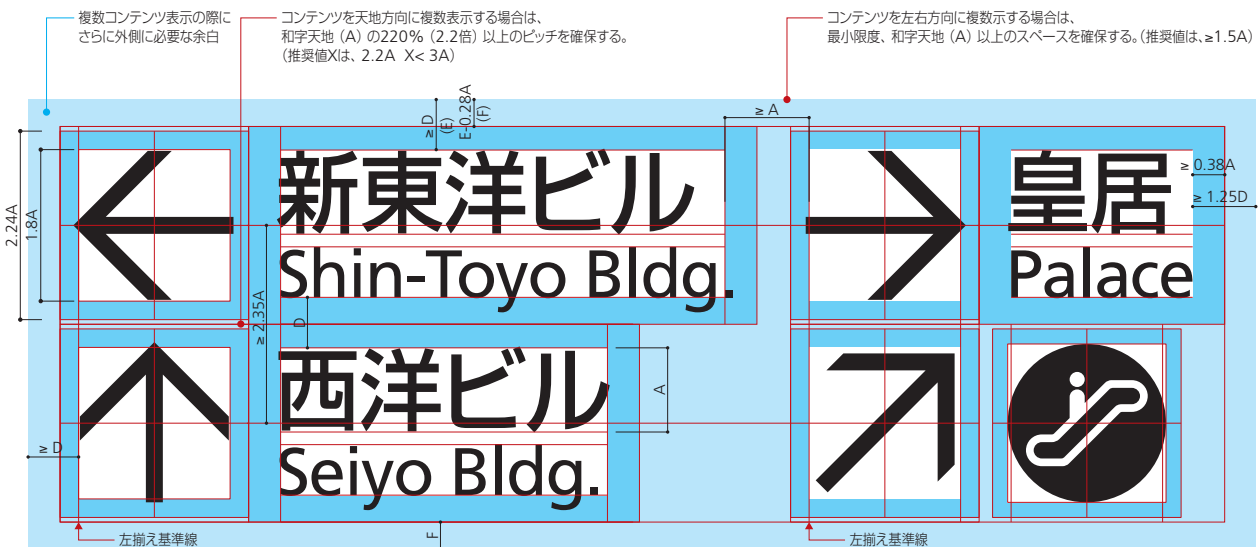 複数コンテンツ表示の際に
さらに外側に必要な余白
コンテンツを天地方向に複数表示する場合は、
和字天地（A）の220%（2.2倍）以上のピッチを確保する。
（推奨値Xは、2.2A X< 3A）
コンテンツを左右方向に複数示する場合は、
最小限度、和字天地（A）以上のスペースを確保する。（推奨値は、≥1.5A）
≥ D
(E)
E-0.28A
(F)
≥ A
2.24A
1.8A
新東洋ビル
Shin-Toyo Bldg.
皇居
Palace
≥ 0.38A
≥ 1.25D
≥ 2.35A
D
西洋ビル
Seiyo Bldg.
A
≥ D
F
左揃え基準線
左揃え基準線